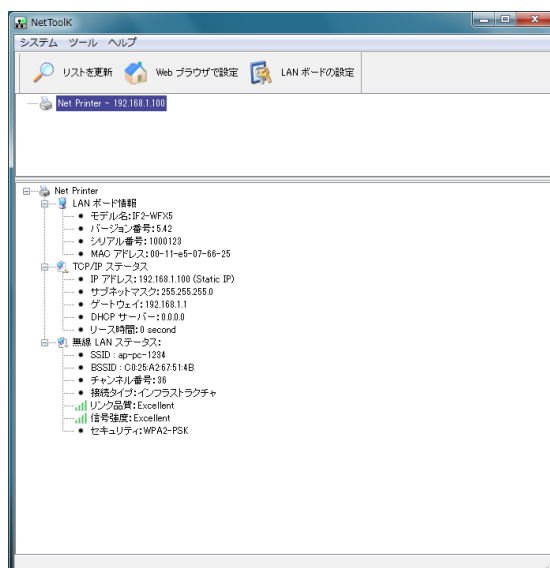 NetToolK
システム ツール ヘルプ
リストを更新 Web ブラウザで設定 LAN ボードの設定
Net Printer - 192.168.1.100
Net Printer
LAN ボード情報
モデル名:IF2-WFX5
バージョン番号:5.42
シリアル番号:1000123
MAC アドレス:00-11-e5-07-66-25
TCP/IP ステータス
IP アドレス:192.168.1.100 (Static IP)
サブネットマスク:255.255.255.0
ゲートウェイ:192.168.1.1
DHCP サーバー:0.0.0.0
リース時間:0 second
無線 LAN ステータス:
SSID : ap-pc-1234
BSSID : C0:25:A2:67:51:4B
チャンネル番号:36
接続タイプ:インフラストラクチャ
リンク品質:Excellent
信号強度:Excellent
セキュリティ:WPA2-PSK